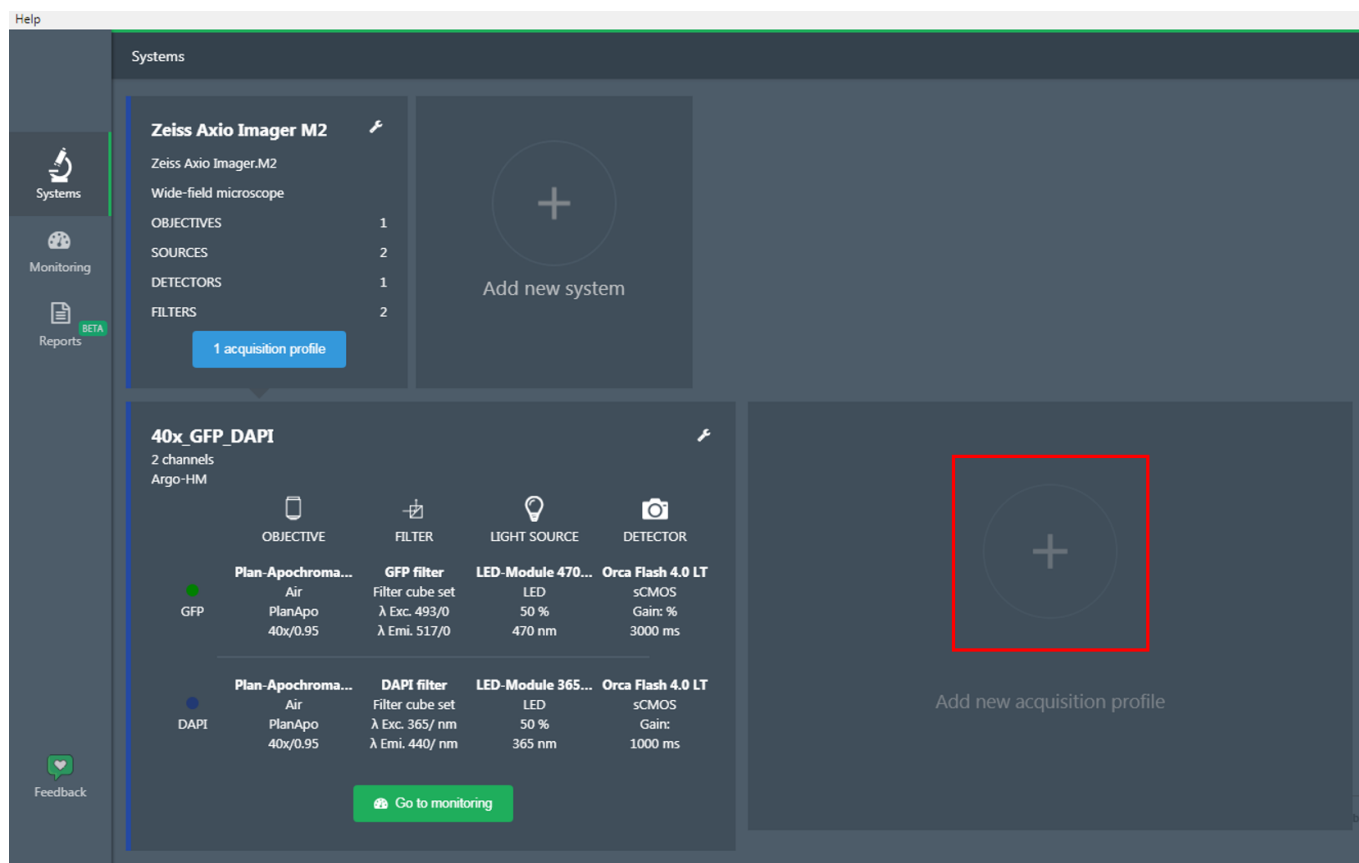 Help
Systems
Systems
Monitoring
BETA
Reports
Feedback
Zeiss Axio Imager M2
Zeiss Axio Imager.M2
Wide-field microscope
OBJECTIVES 1
SOURCES 2
DETECTORS 1
FILTERS 2
1 acquisition profile
Add new system
40x_GFP_DAPI
2 channels
Argo-HM
OBJECTIVE FILTER LIGHT SOURCE DETECTOR
Plan-Apochroma... GFP filter LED-Module 470... Orca Flash 4.0 LT
Air Filter cube set LED sCMOS
GFP PlanApo λ Exc. 493/0 50 % Gain: %
40x/0.95 λ Emi. 517/0 470 nm 3000 ms
Plan-Apochroma... DAPI filter LED-Module 365... Orca Flash 4.0 LT
Air Filter cube set LED sCMOS
DAPI PlanApo λ Exc. 365/ nm 50 % Gain:
40x/0.95 λ Emi. 440/ nm 365 nm 1000 ms
Go to monitoring
Add new acquisition profile